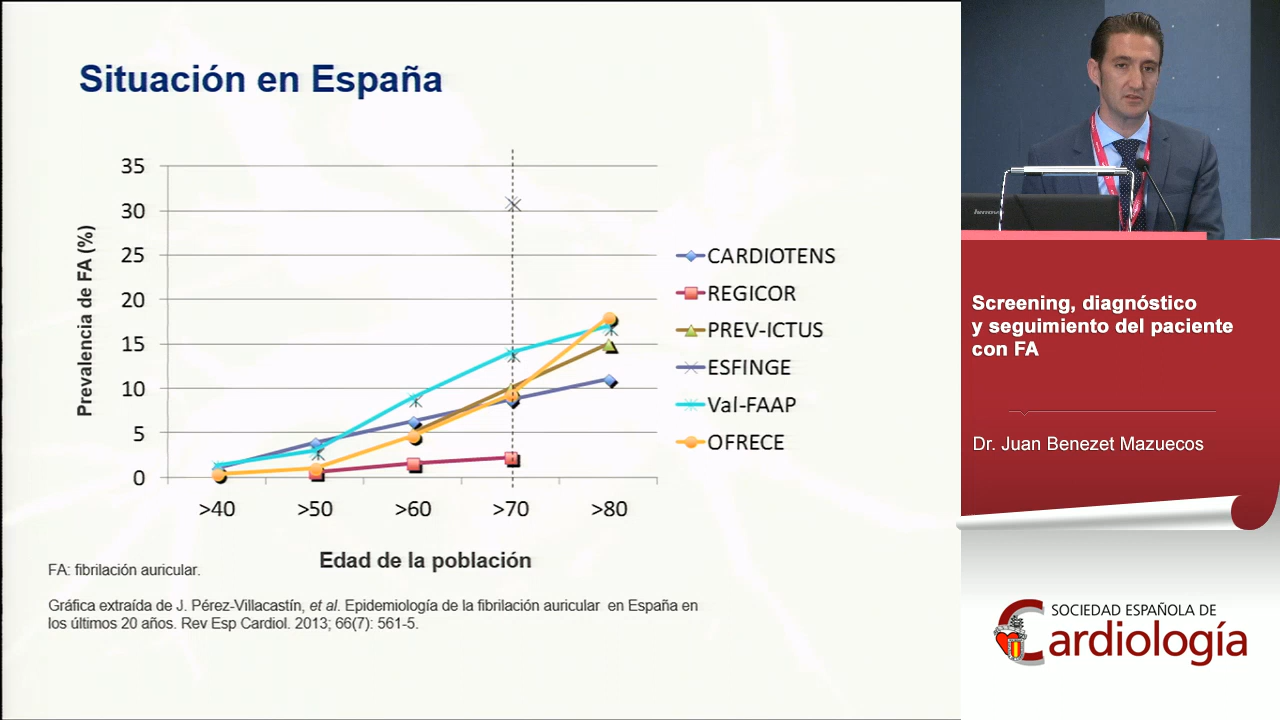 Situación en España
Prevalencia de FA (%)
35
30
25
20
15
10
5
0
>40 >50 >60 >70 >80
Edad de la población
CARDIOTENS
REGICOR
PREV-ICTUS
ESFINGE
Val-FAAP
OFRECE
FA: fibrilación auricular.
Gráfica extraída de J. Pérez-Villacastín, et al. Epidemiología de la fibrilación auricular en España en
los últimos 20 años. Rev Esp Cardiol. 2013; 66(7): 561-5.
lenovo
Screening, diagnóstico
y seguimiento del paciente
con FA
Dr. Juan Benezet Mazuecos
SOCIEDAD ESPAÑOLA DE
Cardiología